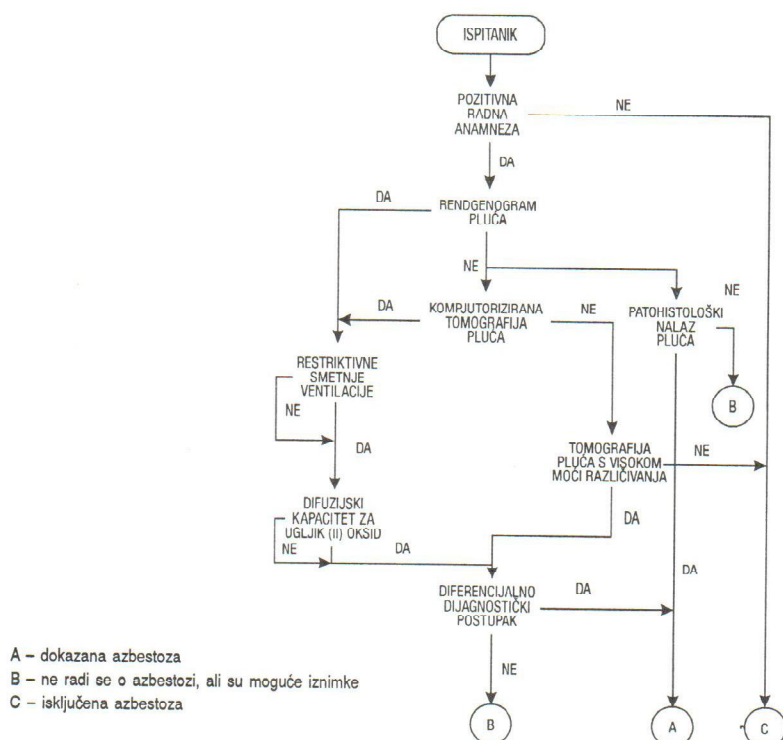 ISPITANIK
POZITIVNA
RADNA
ANAMNEZA
NE
DA
RENDGENOGRAM
PLUĆA
DA
NE
KOMPJUTORIZIRANA
TOMOGRAFIJA
PLUĆA
DA
NE
PATOHISTOLOŠKI
NALAZ
PLUĆA
NE
B
RESTRIKTIVNE
SMETNJE
VENTILACIJE
NE
DA
TOMOGRAFIJA
PLUĆA S VISOKOM
MOĆI RAZLIČIVANJA
NE
DA
DIFUZIJSKI
KAPACITET ZA
UGLJIK (II) OKSID
NE
DA
DIFERENCIJALNO
DIJAGNOSTIČKI
POSTUPAK
DA
DA
NE
B
A
C
A – dokazana azbestoza
B – ne radi se o azbestozi, ali su moguće iznimke
C – isključena azbestoza